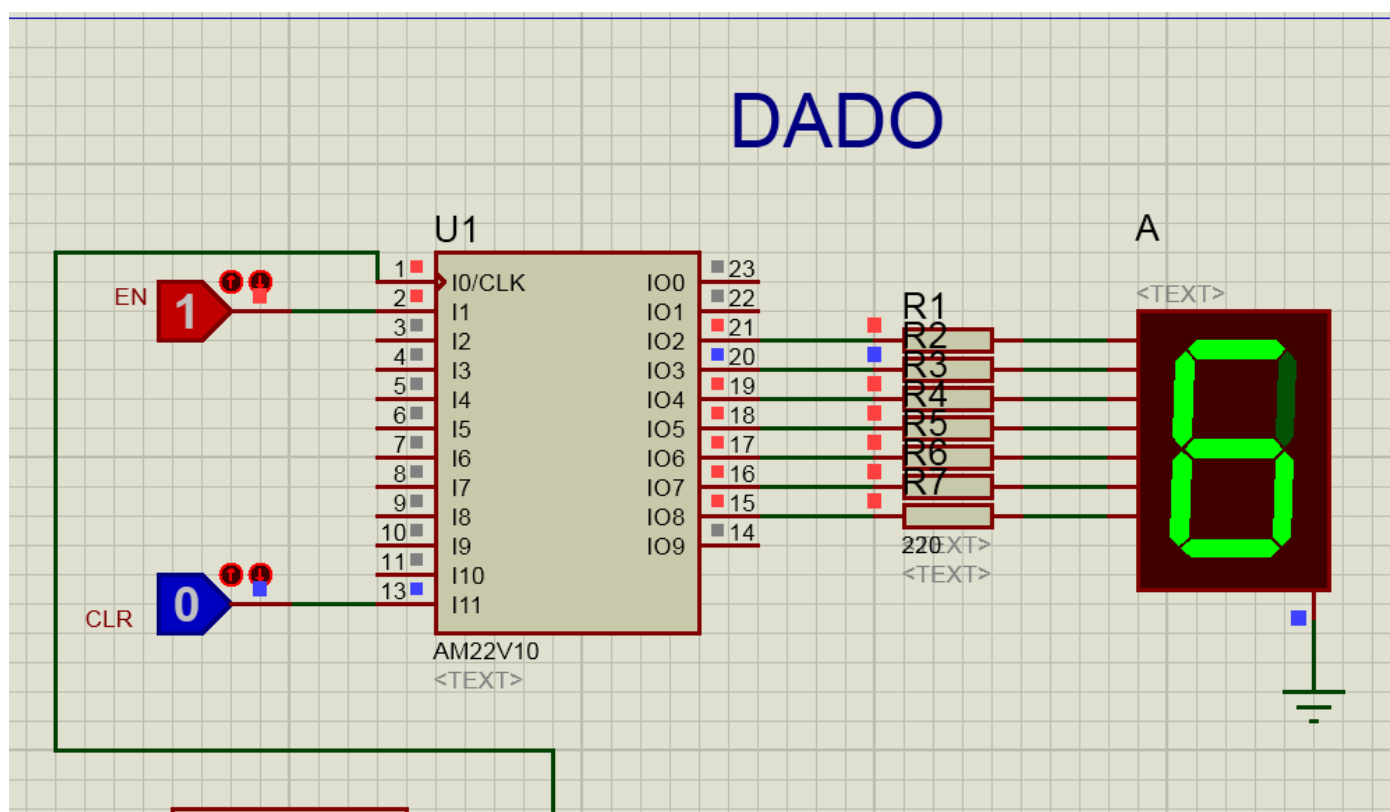 DADO
U1
A
<TEXT>
EN
1
CLR
0
1
2
3
4
5
6
7
8
9
10
11
13
I0/CLK
I1
I2
I3
I4
I5
I6
I7
I8
I9
I10
I11
IO0
IO1
IO2
IO3
IO4
IO5
IO6
IO7
IO8
IO9
23
22
21
20
19
18
17
16
15
14
R1
R2
R3
R4
R5
R6
R7
220
<TEXT>
<TEXT>
AM22V10
<TEXT>
6